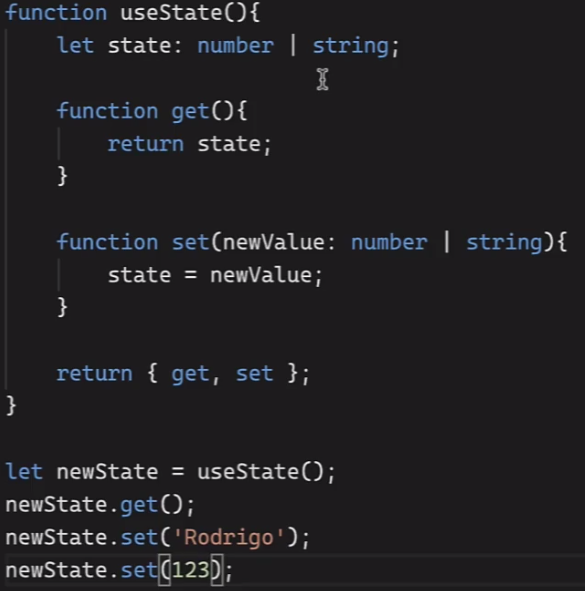 function useState(){
    let state: number | string;

    function get(){
        return state;
    }

    function set(newValue: number | string){
        state = newValue;
    }

    return { get, set };
}

let newState = useState();
newState.get();
newState.set('Rodrigo');
newState.set(123);